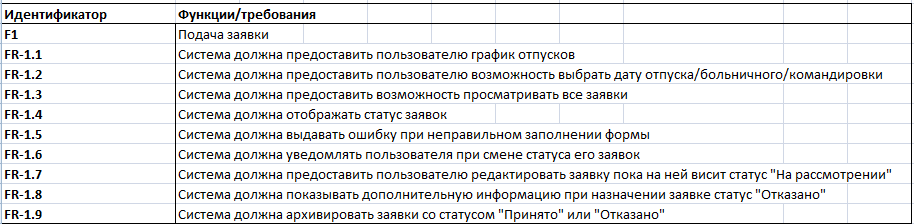 Идентификатор Функции/требования
F1 Подача заявки
FR-1.1 Система должна предоставить пользователю график отпусков
FR-1.2 Система должна предоставить пользователю возможность выбрать дату отпуска/больничного/командировки
FR-1.3 Система должна предоставить возможность просматривать все заявки
FR-1.4 Система должна отображать статус заявок
FR-1.5 Система должна выдавать ошибку при неправильном заполнении формы
FR-1.6 Система должна уведомлять пользователя при смене статуса его заявок
FR-1.7 Система должна предоставить пользователю редактировать заявку пока на ней висит статус "На рассмотрении"
FR-1.8 Система должна показывать дополнительную информацию при назначении заявке статус "Отказано"
FR-1.9 Система должна архивировать заявки со статусом "Принято" или "Отказано"